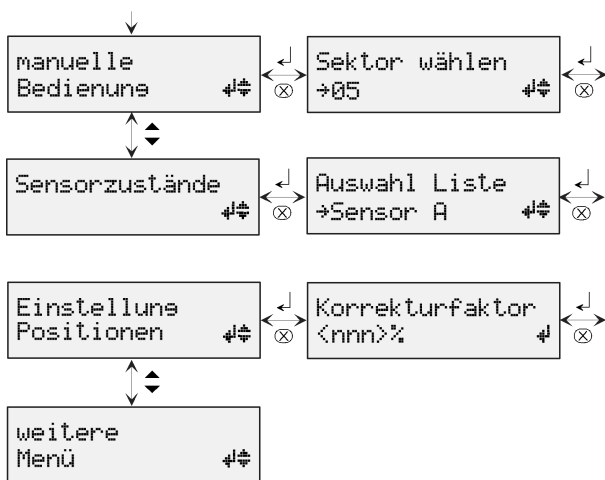 manuelle
Bedienung
Sektor wählen
→05
Sensorzustände
Auswahl Liste
→Sensor A
Einstellung
Positionen
Korrekturfaktor
<nnn>%
weitere
Menü